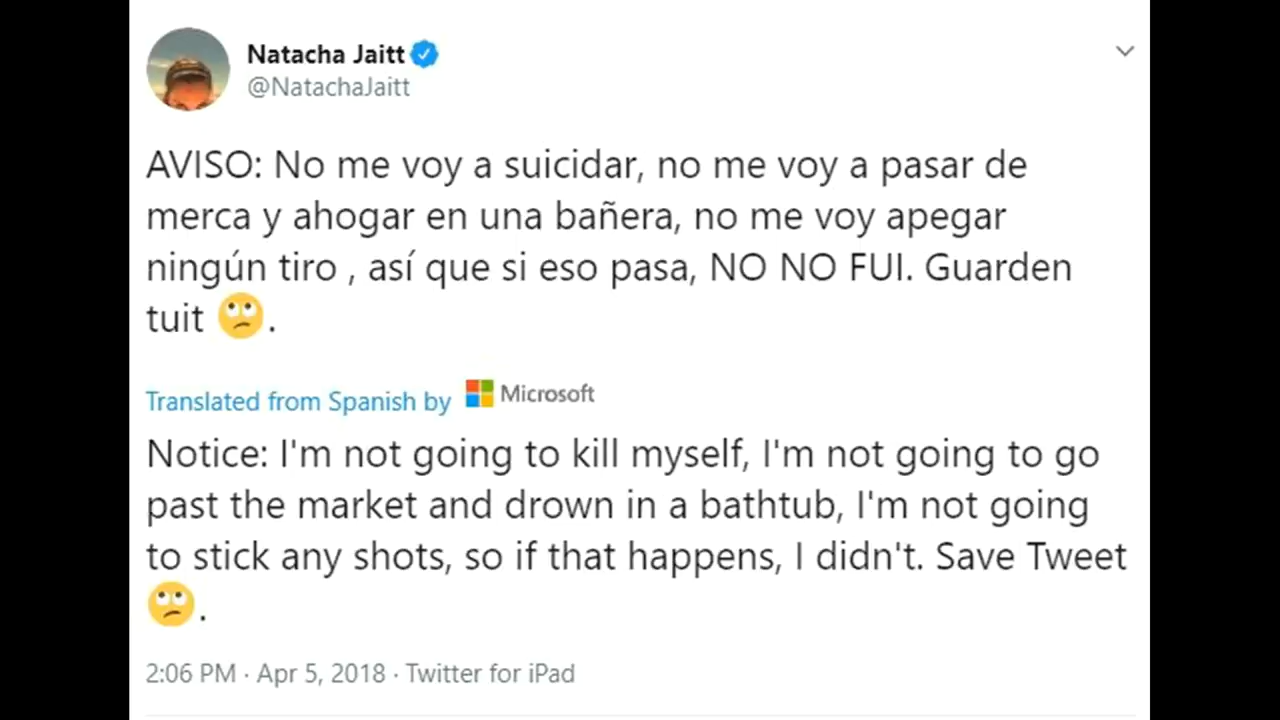 Natacha Jaitt
@NatachaJaitt
AVISO: No me voy a suicidar, no me voy a pasar de
merca y ahogar en una bañera, no me voy apegar
ningún tiro , así que si eso pasa, NO NO FUI. Guarden
tuit 🙄.
Translated from Spanish by Microsoft
Notice: I'm not going to kill myself, I'm not going to go
past the market and drown in a bathtub, I'm not going
to stick any shots, so if that happens, I didn't. Save Tweet
🙄.
2:06 PM · Apr 5, 2018 · Twitter for iPad